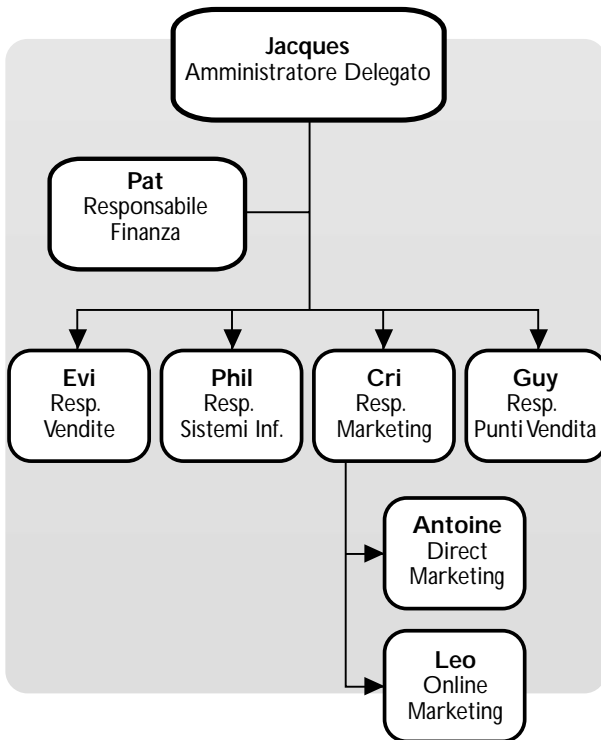 Jacques
Amministratore Delegato
Pat
Responsabile
Finanza
Evi
Resp.
Vendite
Phil
Resp.
Sistemi Inf.
Cri
Resp.
Marketing
Guy
Resp.
Punti Vendita
Antoine
Direct
Marketing
Leo
Online
Marketing